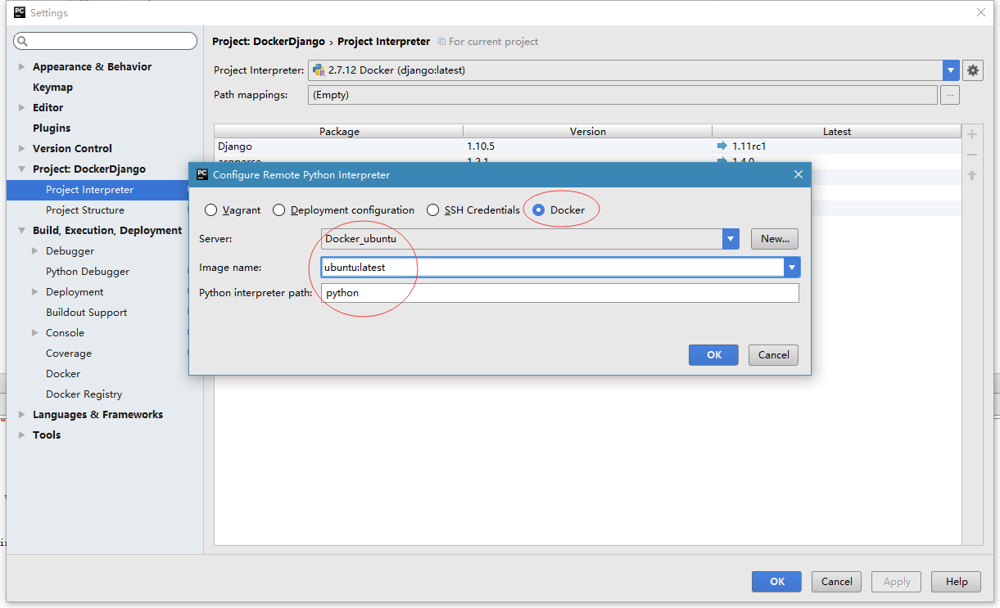 PC Settings
Project: DockerDjango › Project Interpreter For current project
Appearance & Behavior
Keymap
Editor
Plugins
Version Control
Project: DockerDjango
Project Interpreter
Project Structure
Build, Execution, Deployment
Debugger
Python Debugger
Deployment
Buildout Support
Console
Coverage
Docker
Docker Registry
Languages & Frameworks
Tools
Project Interpreter: 2.7.12 Docker (django:latest)
Path mappings: (Empty) ...
Package Version Latest
Django 1.10.5 1.11rc1
argparse 1.2.1 1.4.0
PC Configure Remote Python Interpreter
Vagrant Deployment configuration SSH Credentials Docker
Server: Docker_ubuntu New...
Image name: ubuntu:latest
Python interpreter path: python
OK Cancel
OK Cancel Apply Help